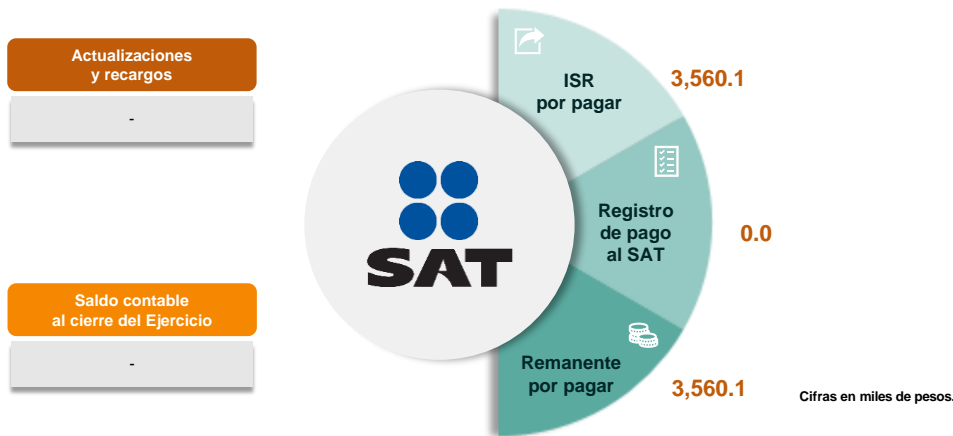 Actualizaciones
y recargos
-
Saldo contable
al cierre del Ejercicio
-
SAT
ISR
por pagar
3,560.1
Registro
de pago
al SAT
0.0
Remanente
por pagar
3,560.1
Cifras en miles de pesos.